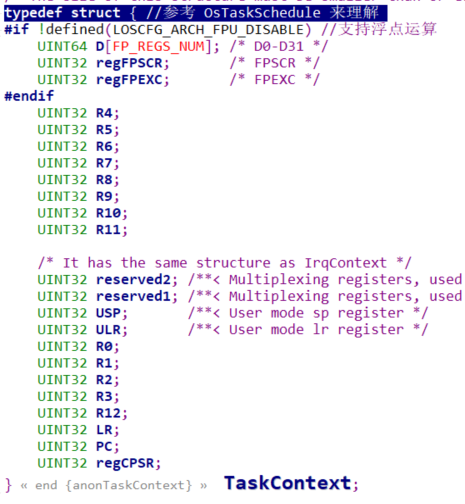 typedef struct { //参考 OsTaskSchedule 来理解
#if !defined(LOSCFG_ARCH_FPU_DISABLE) //支持浮点运算
UINT64 D[FP_REGS_NUM]; /* D0-D31 */
UINT32 regFPSCR; /* FPSCR */
UINT32 regFPEXC; /* FPEXC */
#endif
UINT32 R4;
UINT32 R5;
UINT32 R6;
UINT32 R7;
UINT32 R8;
UINT32 R9;
UINT32 R10;
UINT32 R11;
/* It has the same structure as IrqContext */
UINT32 reserved2; /**< Multiplexing registers, used
UINT32 reserved1; /**< Multiplexing registers, used
UINT32 USP; /**< User mode sp register */
UINT32 ULR; /**< User mode lr register */
UINT32 R0;
UINT32 R1;
UINT32 R2;
UINT32 R3;
UINT32 R12;
UINT32 LR;
UINT32 PC;
UINT32 regCPSR;
} « end {anonTaskContext} » TaskContext;